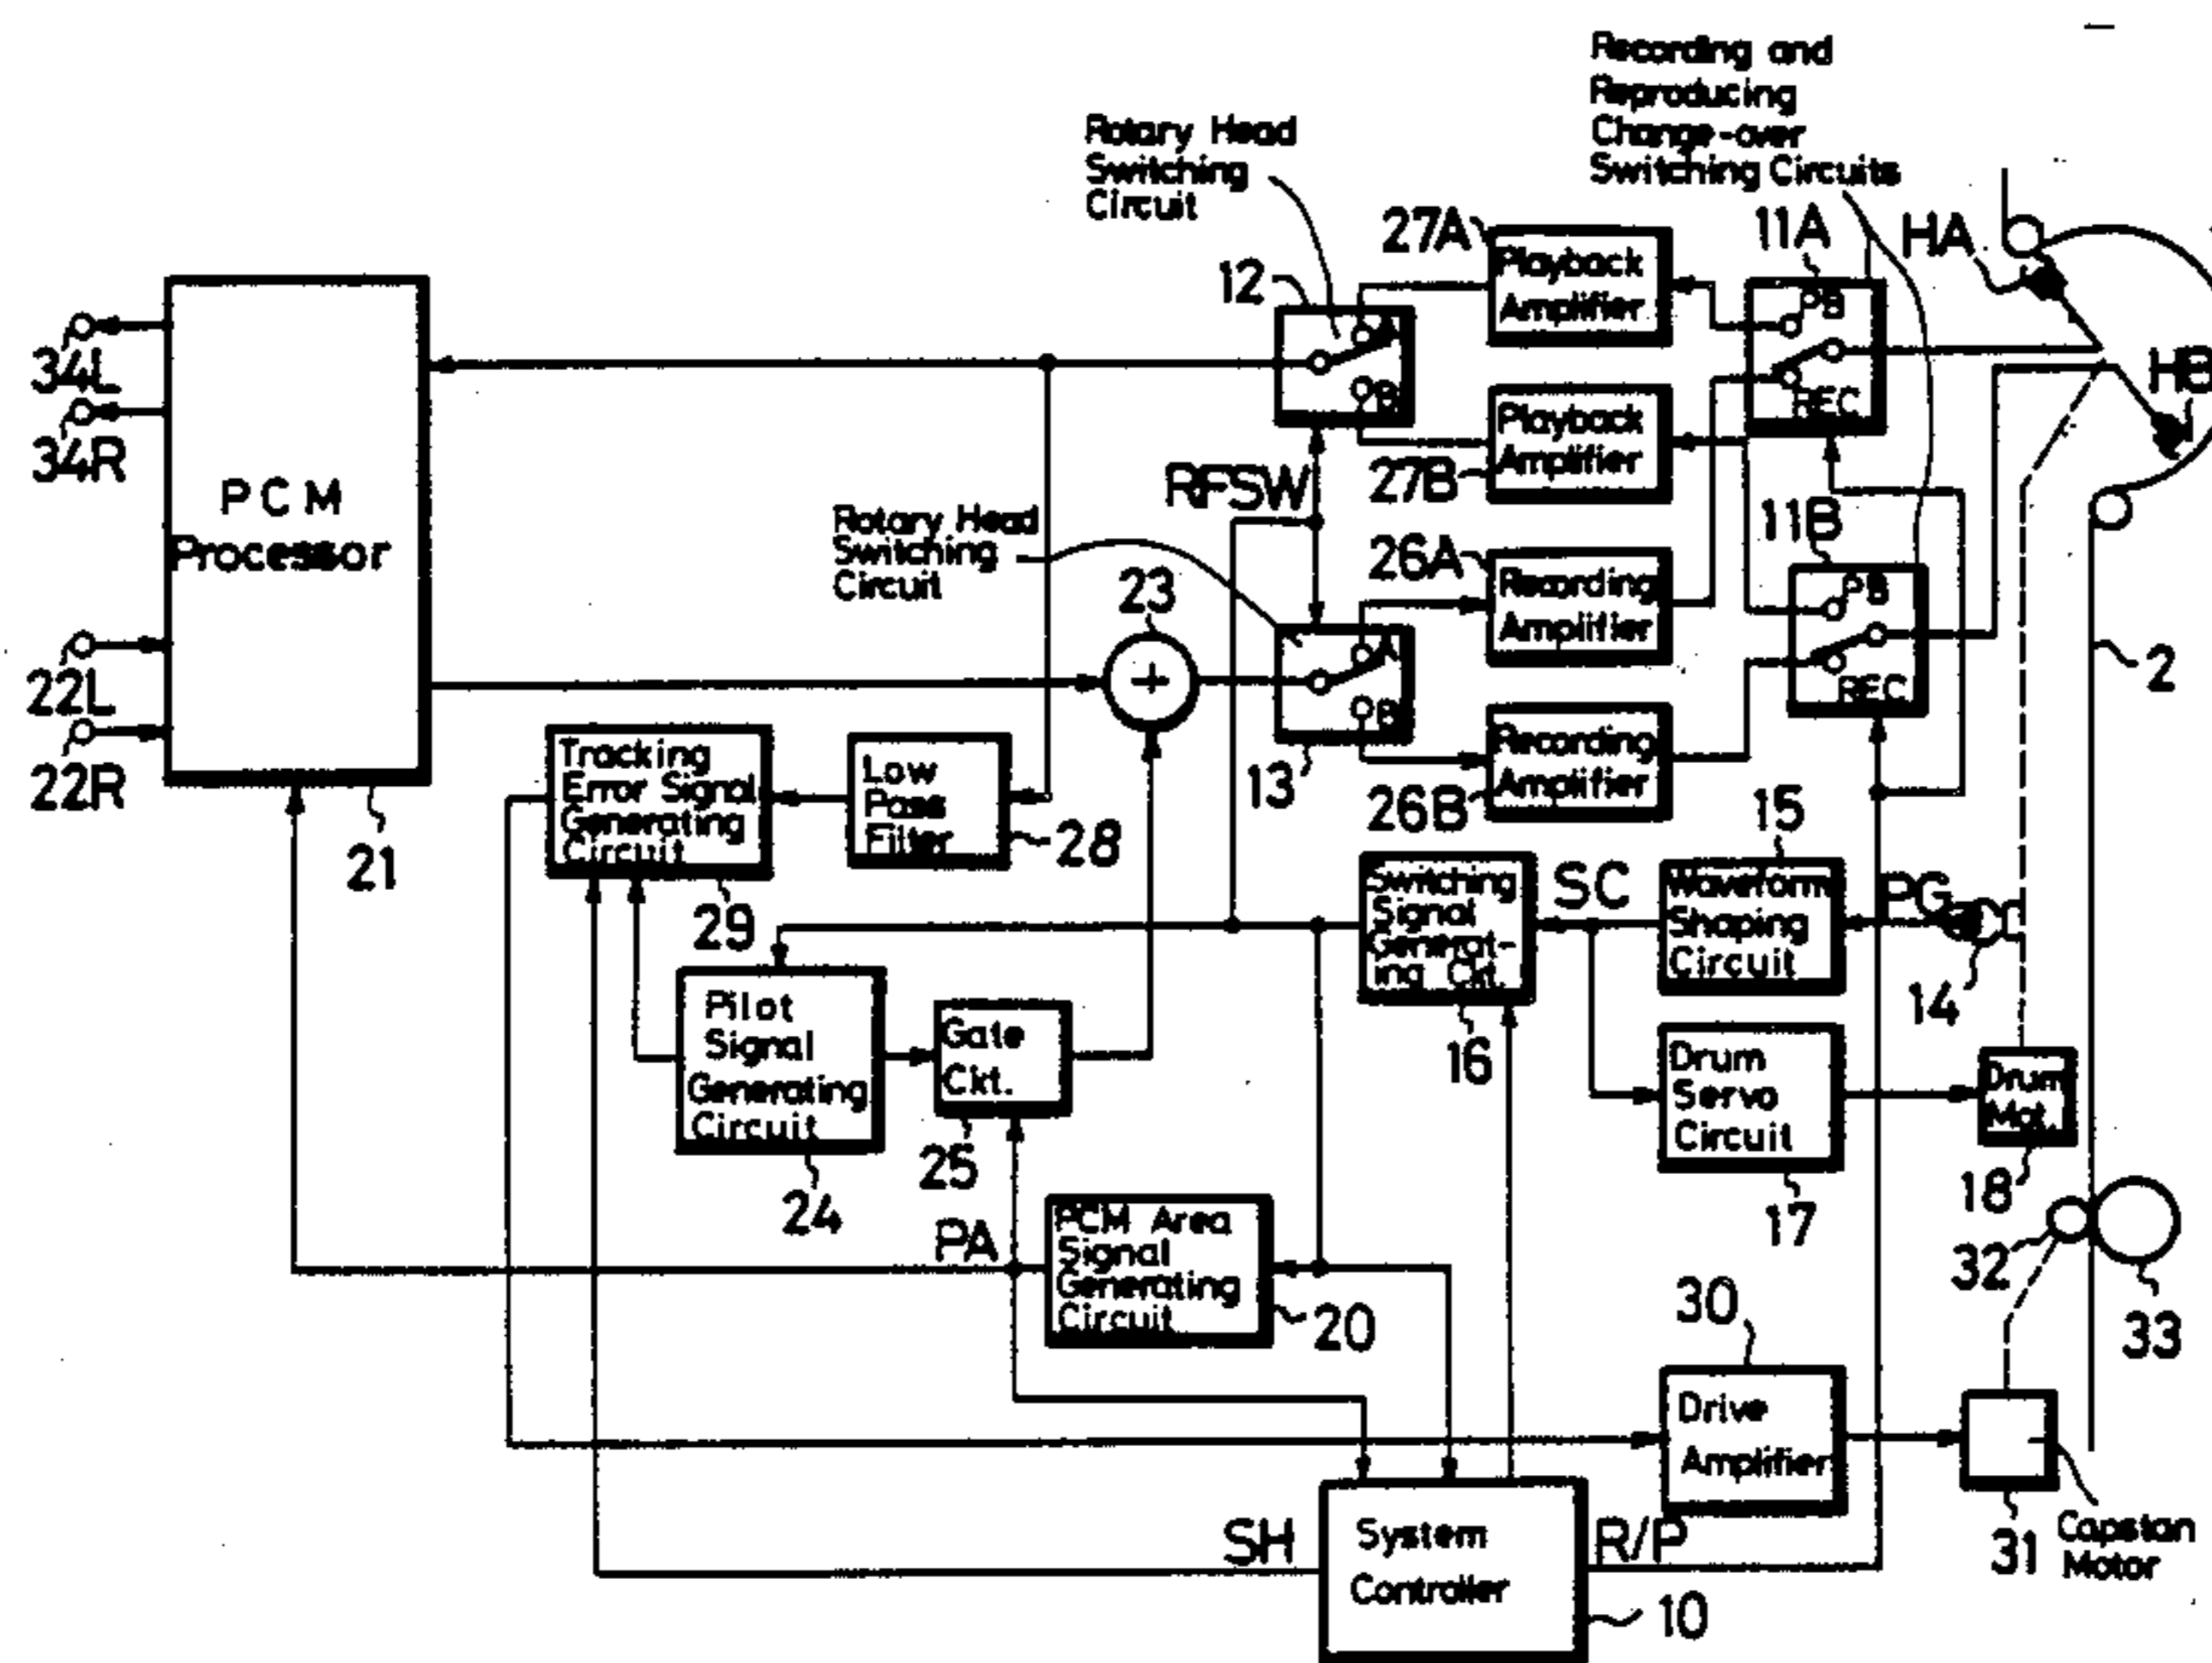 Recording and
Reproducing
Change-over
Switching Circuits
Rotary Head
Switching
Circuit
27A
11A
HA
Playback
Amplifier
PB
REC
12
A
B
34L
34R
HB
Playback
Amplifier
27B
RFSW
PCM
Processor
Rotary Head
Switching
Circuit
11B
23
+
26A
Recording
Amplifier
PB
REC
2
A
B
22L
22R
13
Recording
Amplifier
26B
Tracking
Error Signal
Generating
Circuit
Low
Pass
Filter
28
21
29
15
Switching
Signal
Generat-
ing Ckt.
SC
Waveform
Shaping
Circuit
PG
14
16
Pilot
Signal
Generating
Circuit
Gate
Ckt.
25
24
Drum
Servo
Circuit
17
Drum
Mot.
18
PA
PCM Area
Signal
Generating
Circuit
20
32
33
30
Drive
Amplifier
31
Capstan
Motor
SH
System
Controller
R/P
10